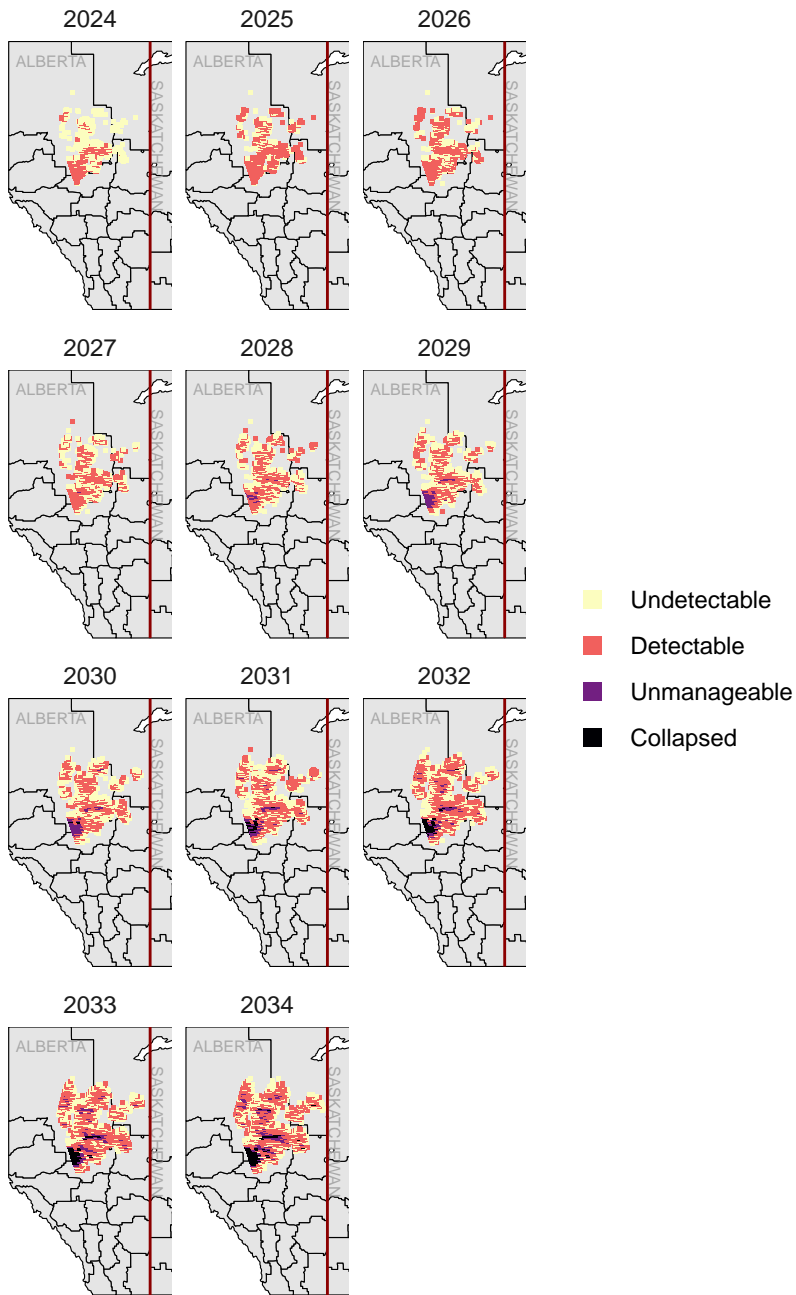 2024 2025 2026
ALBERTA SASKATCHEWAN ALBERTA SASKATCHEWAN ALBERTA SASKATCHEWAN
2027 2028 2029
ALBERTA SASKATCHEWAN ALBERTA SASKATCHEWAN ALBERTA SASKATCHEWAN
Undetectable
Detectable
Unmanageable
Collapsed
2030 2031 2032
ALBERTA SASKATCHEWAN ALBERTA SASKATCHEWAN ALBERTA SASKATCHEWAN
2033 2034
ALBERTA SASKATCHEWAN ALBERTA SASKATCHEWAN